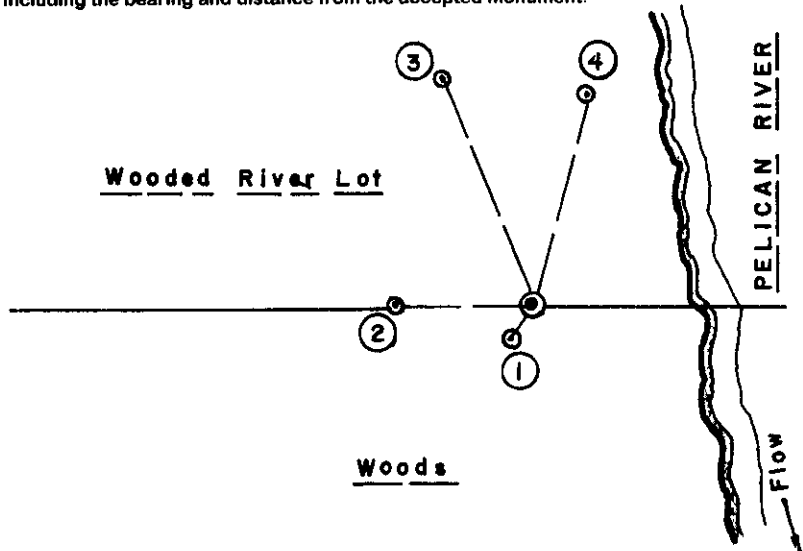 including the bearing and distance from the accepted monument.
3
4
PELICAN RIVER
Wooded River Lot
2
1
Woods
Flow